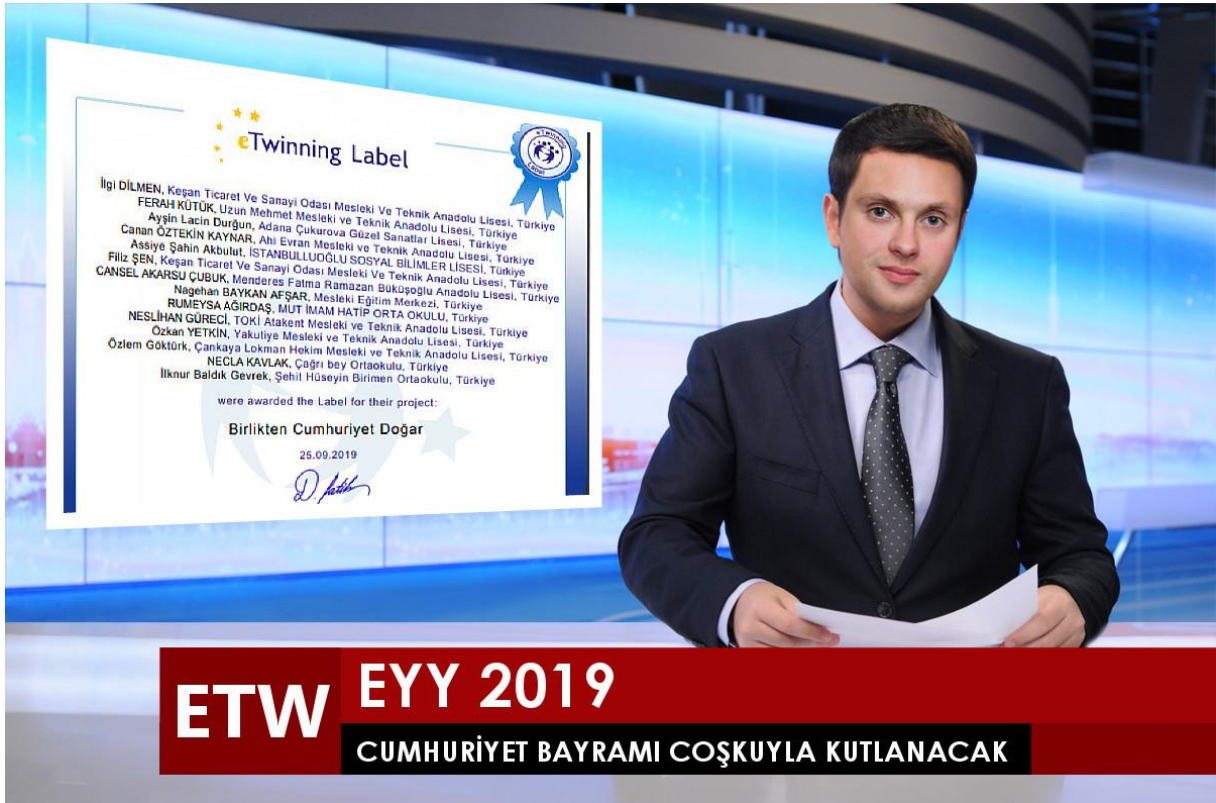 eTwinning Label
eTwinning
Label
İlgi DİLMEN, Keşan Ticaret Ve Sanayi Odası Mesleki Ve Teknik Anadolu Lisesi, Türkiye
FERAH KÜTÜK, Uzun Mehmet Mesleki ve Teknik Anadolu Lisesi, Türkiye
Ayşin Lacin Durğun, Adana Çukurova Güzel Sanatlar Lisesi, Türkiye
Canan ÖZTEKİN KAYNAR, Ahi Evran Mesleki ve Teknik Anadolu Lisesi, Türkiye
Assiye Şahin Akbulut, İSTANBULLUOĞLU SOSYAL BİLİMLER LİSESİ, Türkiye
Filiz ŞEN, Keşan Ticaret Ve Sanayi Odası Mesleki Ve Teknik Anadolu Lisesi, Türkiye
CANSEL AKARSU ÇUBUK, Menderes Fatma Ramazan Büküşoğlu Anadolu Lisesi, Türkiye
Nagehan BAYKAN AFŞAR, Mesleki Eğitim Merkezi, Türkiye
RUMEYSA AĞIRDAŞ, MUT İMAM HATİP ORTA OKULU, Türkiye
NESLİHAN GÜRECİ, TOKİ Atakent Mesleki ve Teknik Anadolu Lisesi, Türkiye
Özkan YETKİN, Yakutiye Mesleki ve Teknik Anadolu Lisesi, Türkiye
Özlem Göktürk, Çankaya Lokman Hekim Mesleki ve Teknik Anadolu Lisesi, Türkiye
NECLA KAVLAK, Çağrı bey Ortaokulu, Türkiye
İlknur Baldık Gevrek, Şehit Hüseyin Birimen Ortaokulu, Türkiye
were awarded the Label for their project:
Birlikten Cumhuriyet Doğar
25.09.2019
ETW
EYY 2019
CUMHURİYET BAYRAMI COŞKUYLA KUTLANACAK